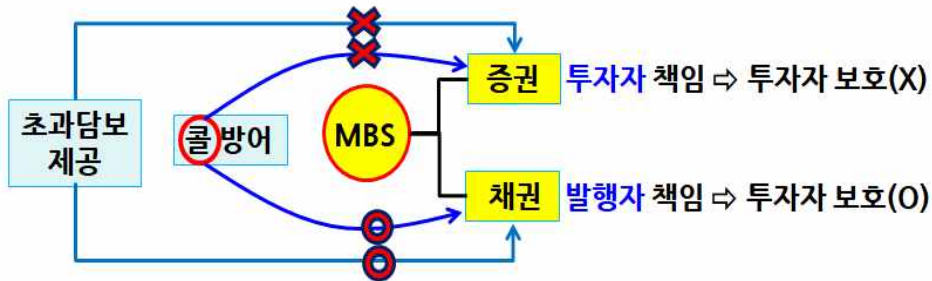 증권 투자자 책임 ⇨ 투자자 보호(X)
초과담보
제공
콜 방어
MBS
채권 발행자 책임 ⇨ 투자자 보호(O)